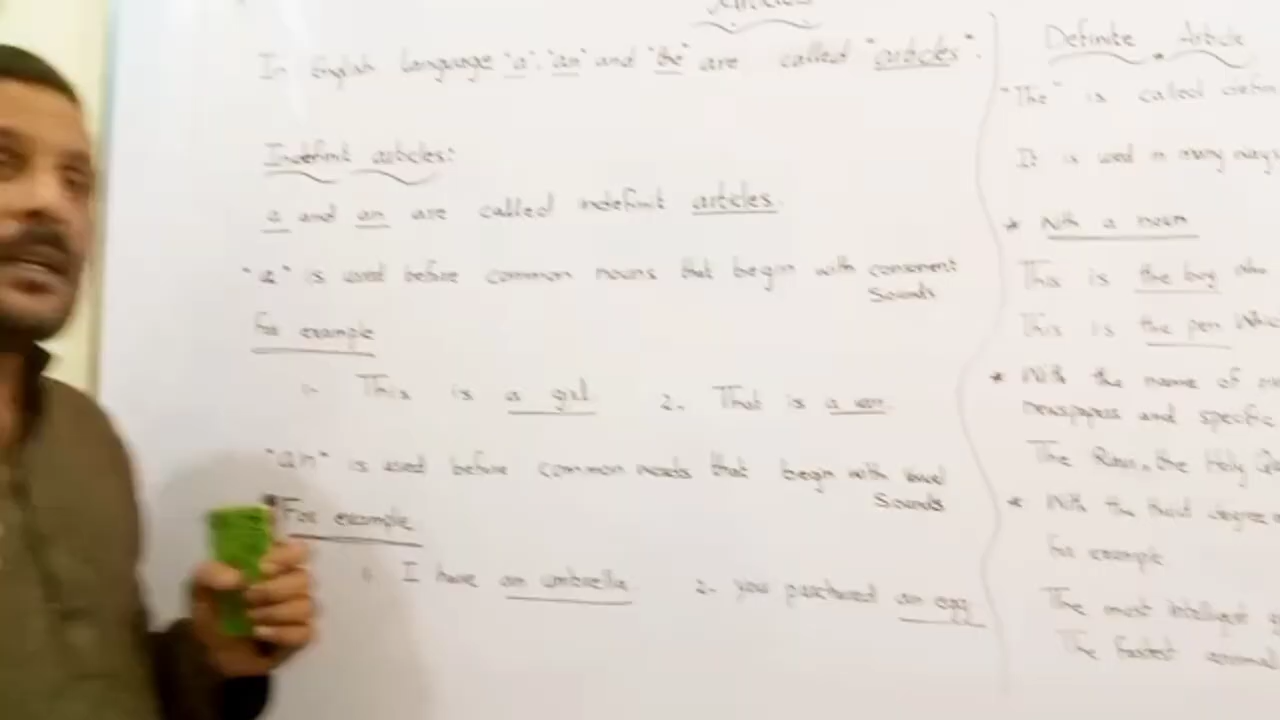 Articles
In English language "a", "an" and "the" are called "articles".
Indefinit articles:
a and an are called indefinit articles.
"a" is used before common nouns that begin with consonent
Sounds
For example
1- This is a girl 2. That is a
"an" is used before common that begin with vowel
Sounds
For example
1. I have an umbrella 2- you purchased an egg
Definite Article
"The" is called defin
It is used in many ways
* With a noun
This is the boy who
This is the pen Whic
* With the name of
newspapers and specific
The the Holy Qu
* With the third degree
for example
The most intelligent
The fastest animal